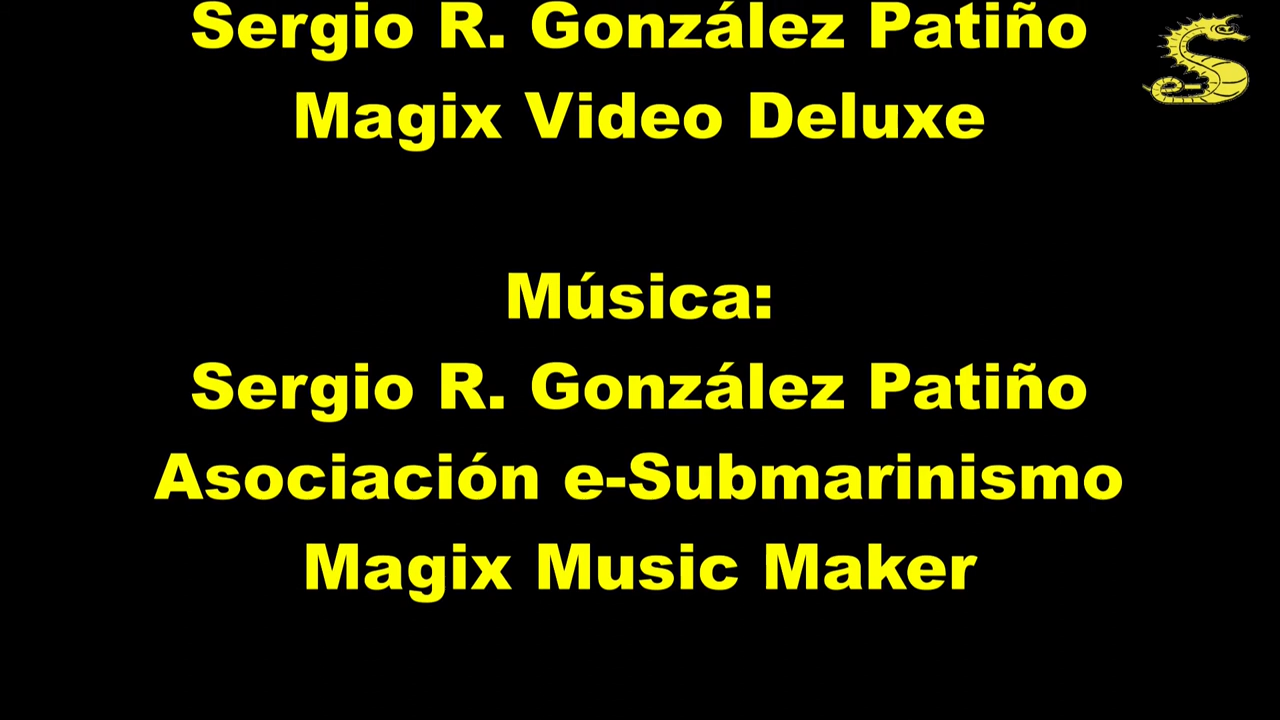 Sergio R. González Patiño
Magix Video Deluxe
Música:
Sergio R. González Patiño
Asociación e-Submarinismo
Magix Music Maker